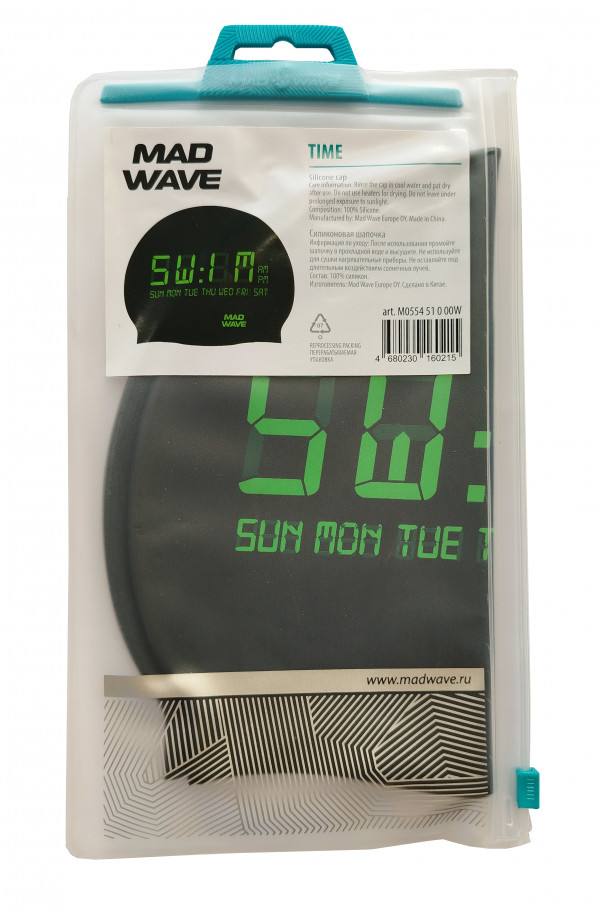 MAD
WAVE
SW:IM AM
PM
SUN MON TUE THU WED FRI SAT
MAD
WAVE
TIME
Silicone cap
Care information: Rinse the cap in cool water and pat dry
after use. Do not use heaters for drying. Do not leave under
prolonged exposure to sunlight.
Composition: 100% Silicone.
Manufactured by: Mad Wave Europe OY. Made in China.
Силиконовая шапочка
Информация по уходу: После использования промойте
шапочку в прохладной воде и высушите. Не используйте
для сушки нагревательные приборы. Не оставляйте под
длительным воздействием солнечных лучей.
Состав: 100% силикон.
Изготовитель: Mad Wave Europe OY. Сделано в Китае.
art. M0554 51 0 00W
07
REPROCESSING PACKING
ПЕРЕРАБАТЫВАЕМАЯ
УПАКОВКА
4 680230 160215
SW:
SUN MON TUE T
www.madwave.ru